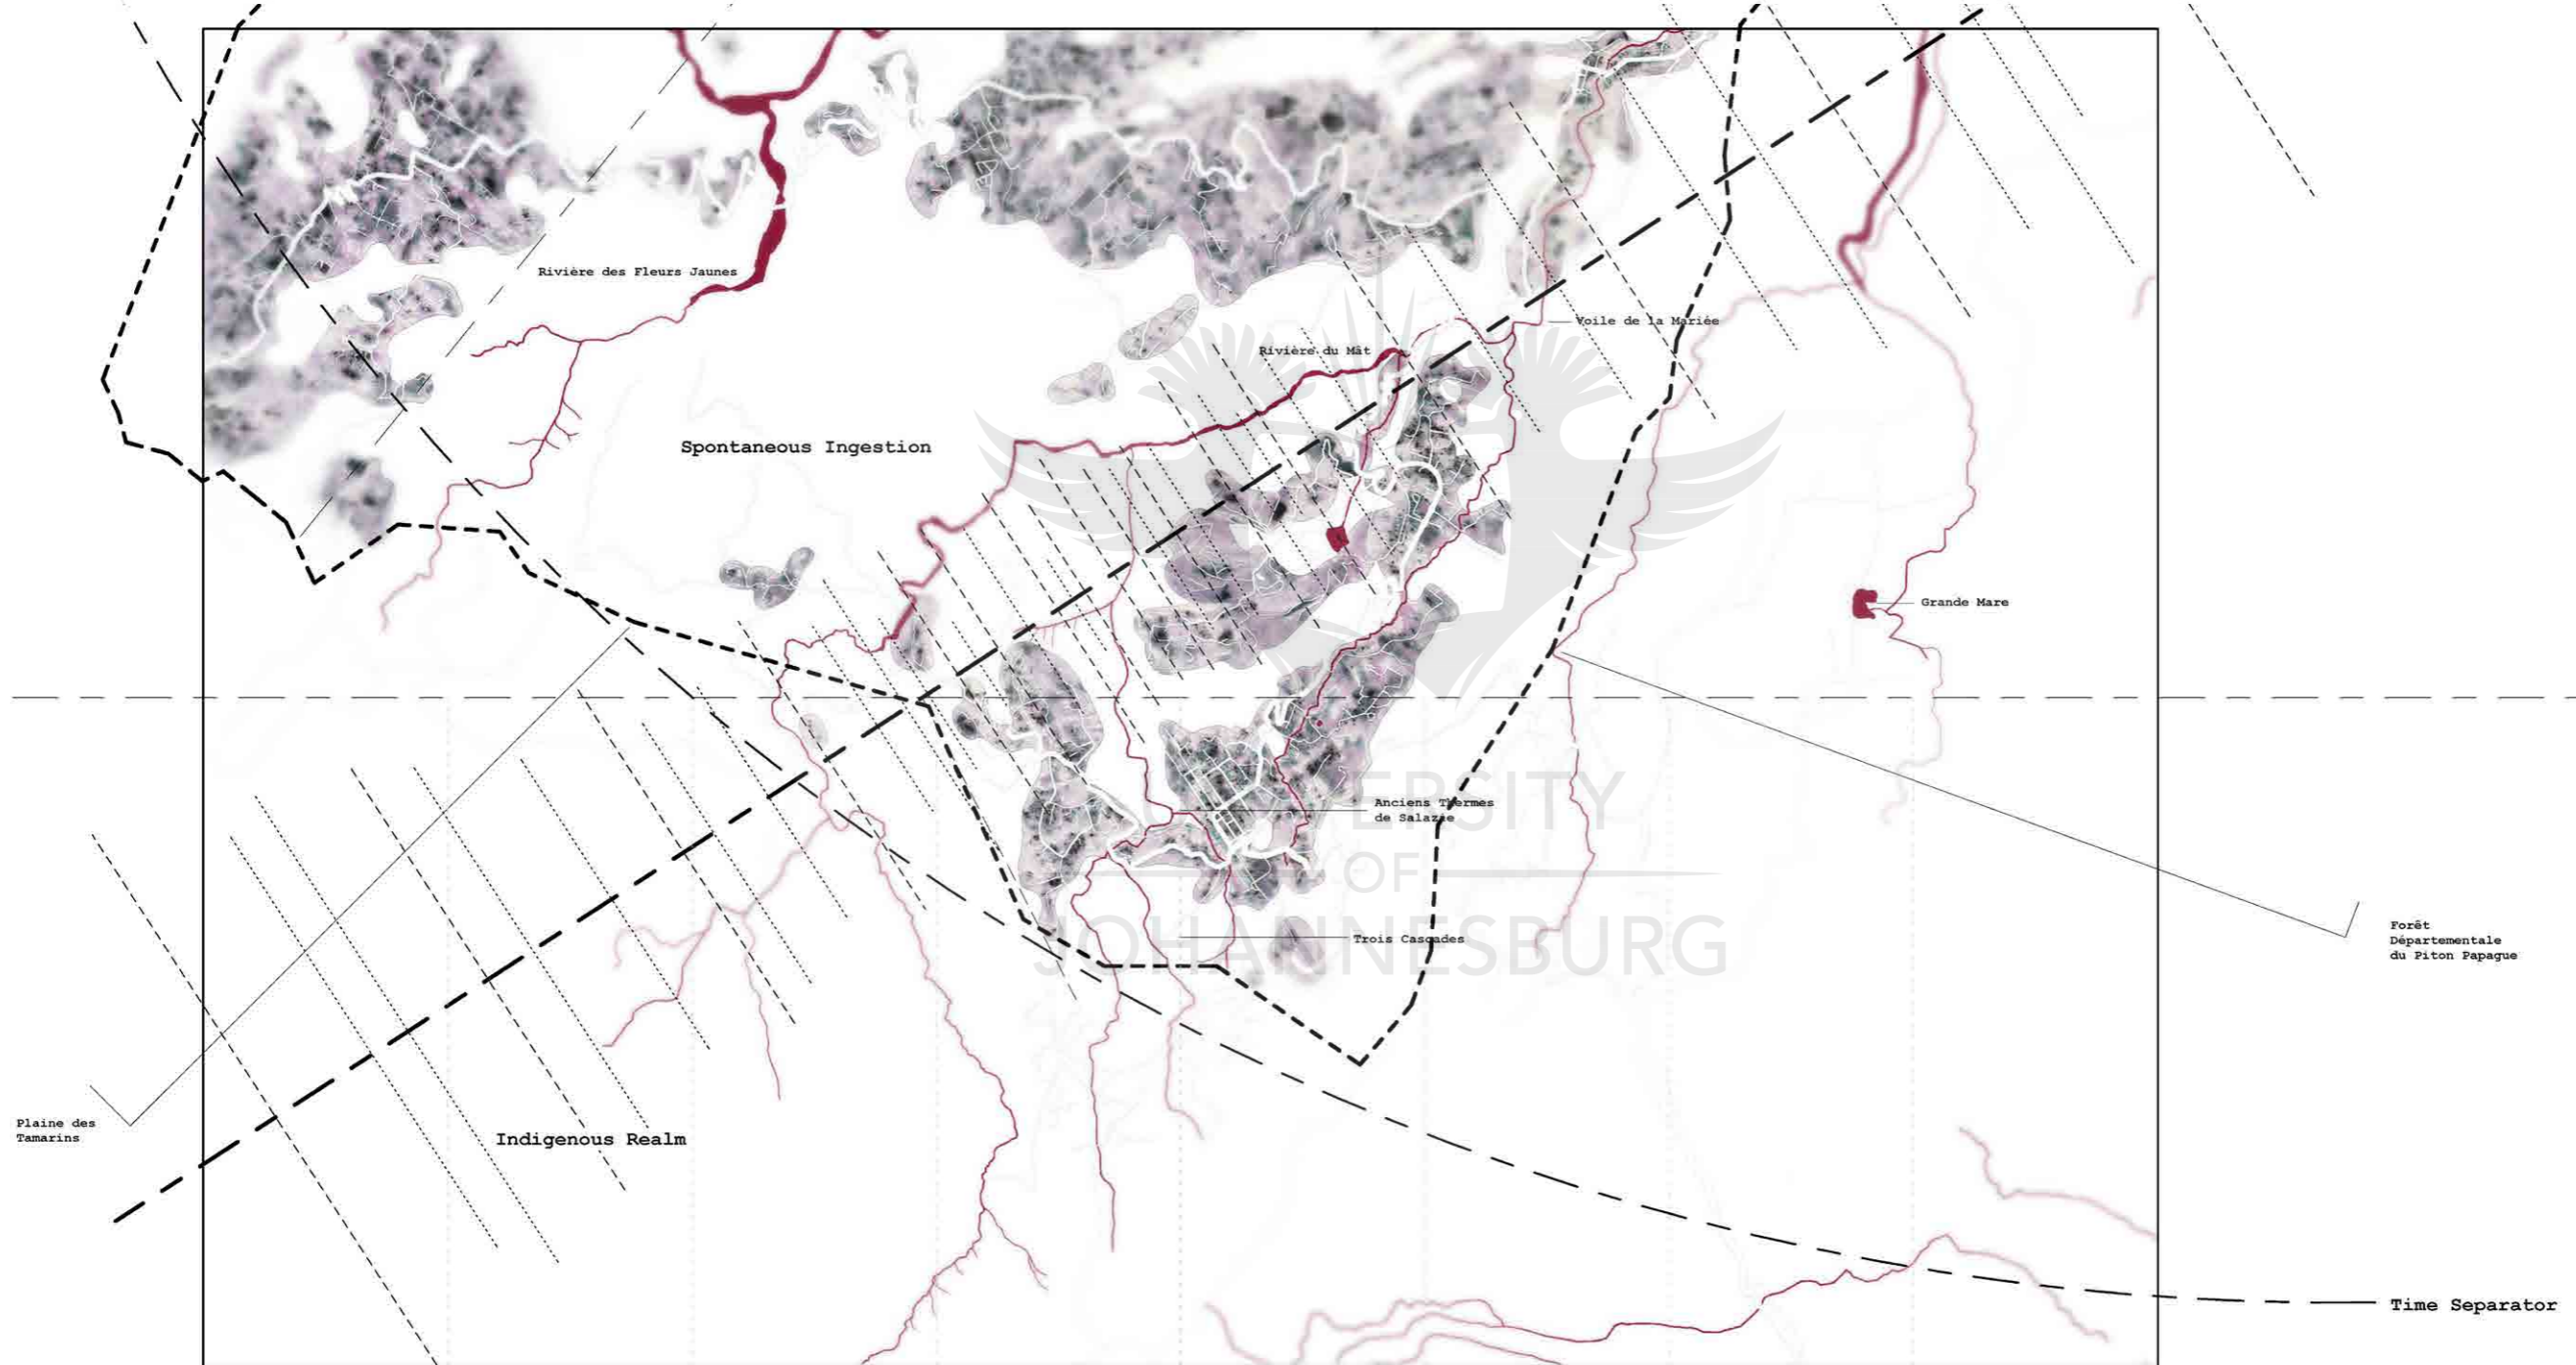 Rivière des Fleurs Jaunes
Voile de la Mariée
Rivière du Mât
Spontaneous Ingestion
Grande Mare
UNIVERSITY
Anciens Thermes
de Salazie
OF
JOHANNESBURG
Trois Cascades
Forêt
Départementale
du Piton Papague
Plaine des
Tamarins
Indigenous Realm
Time Separator